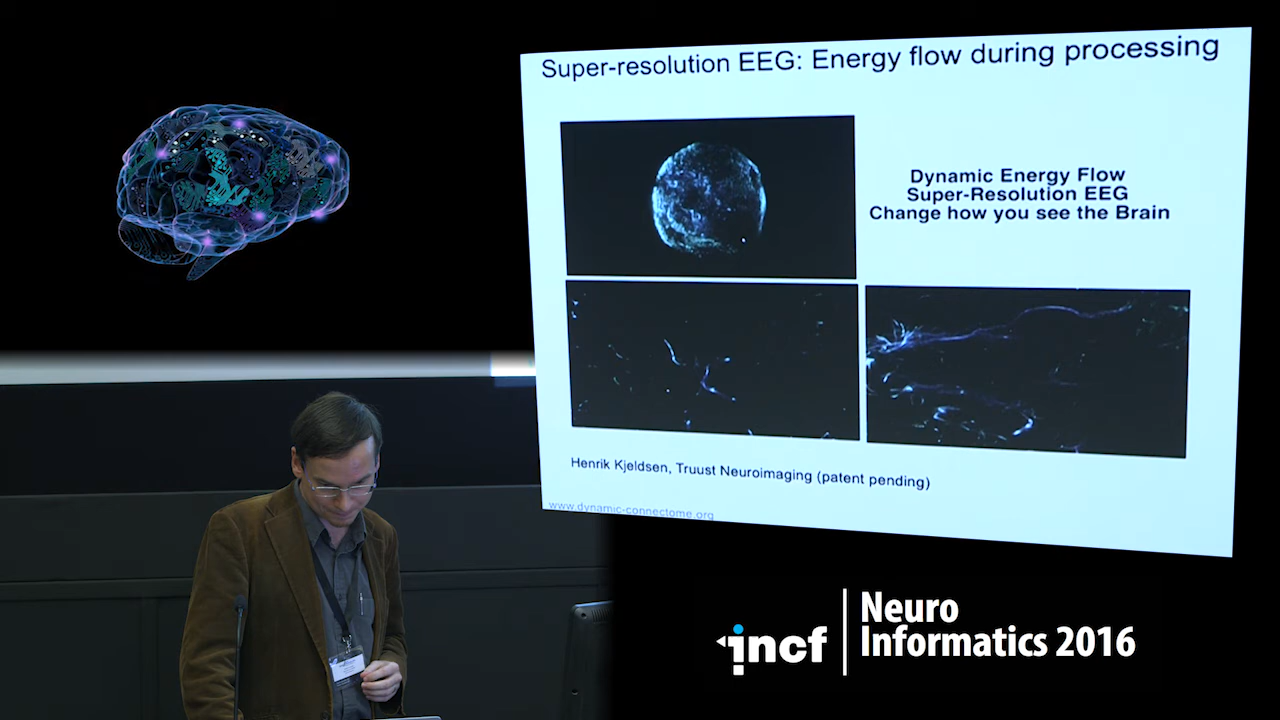 Super-resolution EEG: Energy flow during processing
Dynamic Energy Flow
Super-Resolution EEG
Change how you see the Brain
Henrik Kjeldsen, Truust Neuroimaging (patent pending)
www.dynamic-connectome.org
incf
Neuro
Informatics 2016